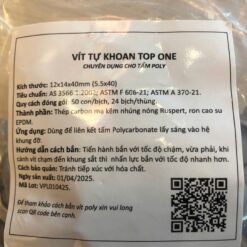 VÍT TỰ KHOAN TOP ONE
CHUYÊN DỤNG CHO TẤM POLY
Kích thước: 12x14x40mm (5.5x40)
Tiêu chuẩn: AS 3566 1.2002; ASTM F 606-21; ASTM A 370-21.
Quy cách đóng gói: 50 con/bịch, 24 bịch/thùng.
Thành phần: Thép carbon mạ kẽm nhúng nóng Ruspert, ron cao su
EPDM.
Ứng dụng: Dùng để liên kết tấm Polycarbonate lấy sáng vào hệ
khung đỡ.
Hướng dẫn cách bắn: Tiến hành bắn với tốc độ chậm, vừa phải, khi
cánh vít chạm đến khung sắt thì nhấn lực bắn với tốc độ nhanh hơn.
Cách bảo quản: Tránh tiếp xúc với hóa chất.
Ngày sản xuất: 01/04/2025.
Mã Lot: VPL010425.
Để tham khảo cách bắn vít poly xin vui lòng
scan QR code bên cạnh.